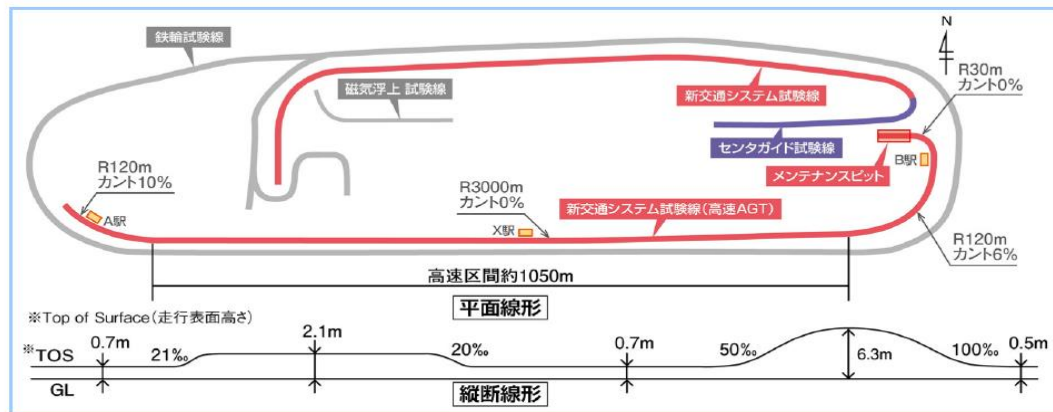 鉄輪試験線
N
R30m
カント0%
磁気浮上 試験線
新交通システム試験線
センタガイド試験線
B駅
メンテナンスピット
R120m
カント10%
A駅
R3000m
カント0%
X駅
新交通システム試験線(高速AGT)
R120m
カント6%
高速区間約1050m
平面線形
※Top of Surface(走行表面高さ)
※TOS
0.7m
21‰
2.1m
20‰
0.7m
50‰
6.3m
100‰
0.5m
GL
縦断線形